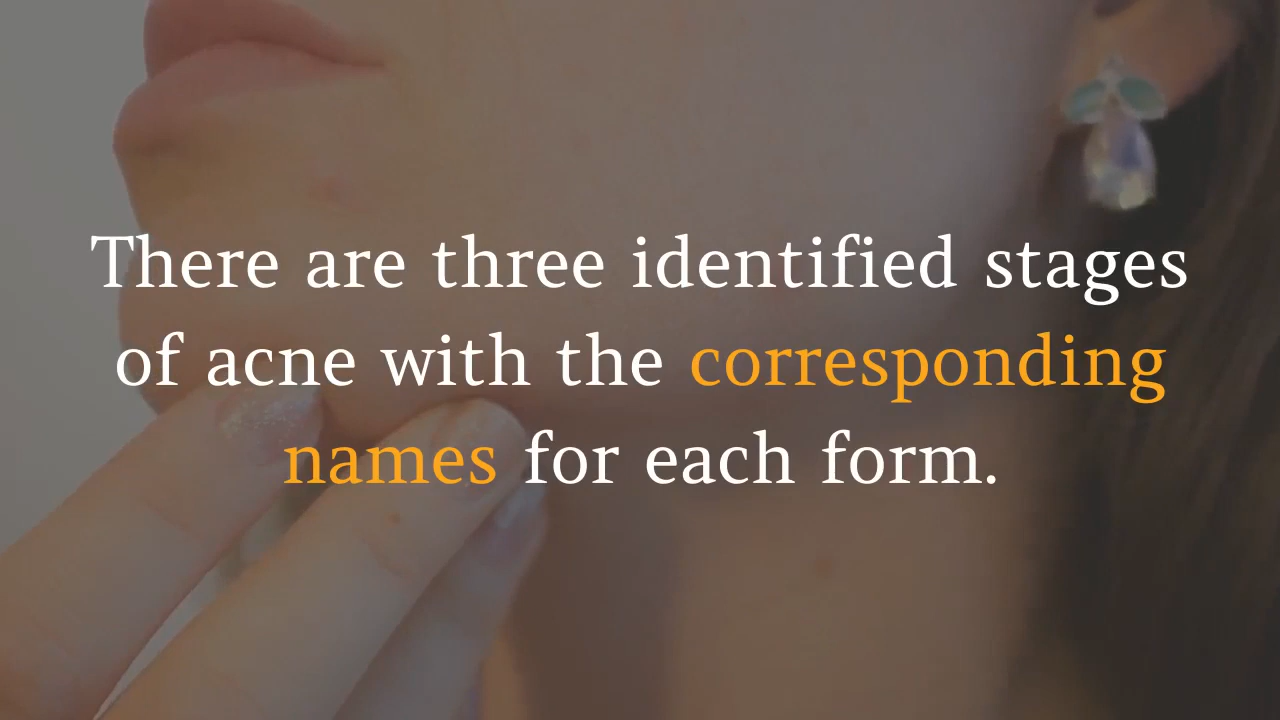 There are three identified stages
of acne with the corresponding
names for each form.